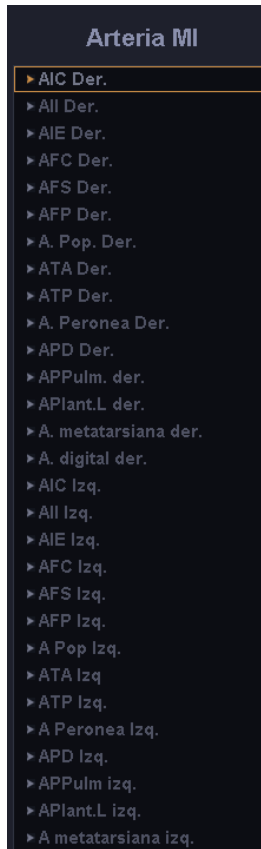 Arteria MI
AIC Der.
AII Der.
AIE Der.
AFC Der.
AFS Der.
AFP Der.
A. Pop. Der.
ATA Der.
ATP Der.
A. Peronea Der.
APD Der.
APPulm. der.
APlant.L der.
A. metatarsiana der.
A. digital der.
AIC Izq.
AII Izq.
AIE Izq.
AFC Izq.
AFS Izq.
AFP Izq.
A Pop Izq.
ATA Izq
ATP Izq.
A Peronea Izq.
APD Izq.
APPulm izq.
APlant.L izq.
A metatarsiana izq.